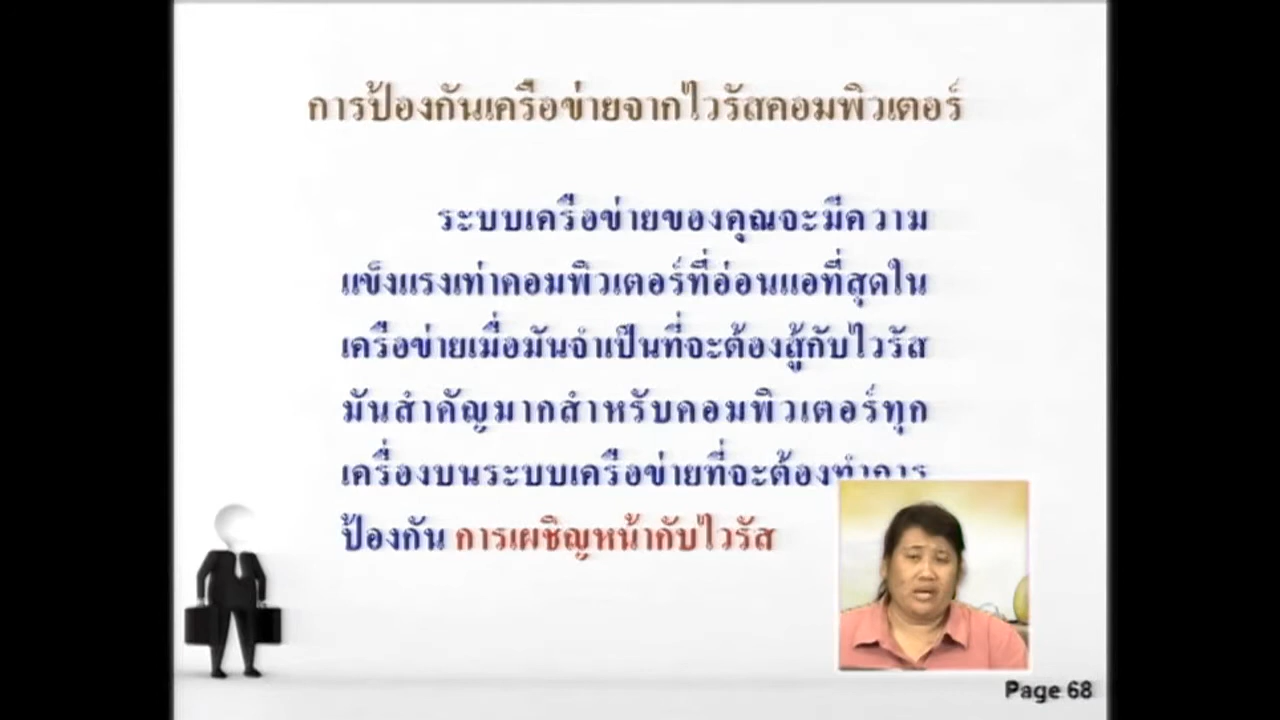 การป้องกันเครือข่ายจากไวรัสคอมพิวเตอร์
ระบบเครือข่ายของคุณจะมีความ
แข็งแรงเท่าคอมพิวเตอร์ที่อ่อนแอที่สุดใน
เครือข่ายเมื่อมันจำเป็นที่จะต้องสู้กับไวรัส
มันสำคัญมากสำหรับคอมพิวเตอร์ทุก
เครื่องบนระบบเครือข่ายที่จะต้องทำการ
ป้องกัน การเผชิญหน้ากับไวรัส
Page 68